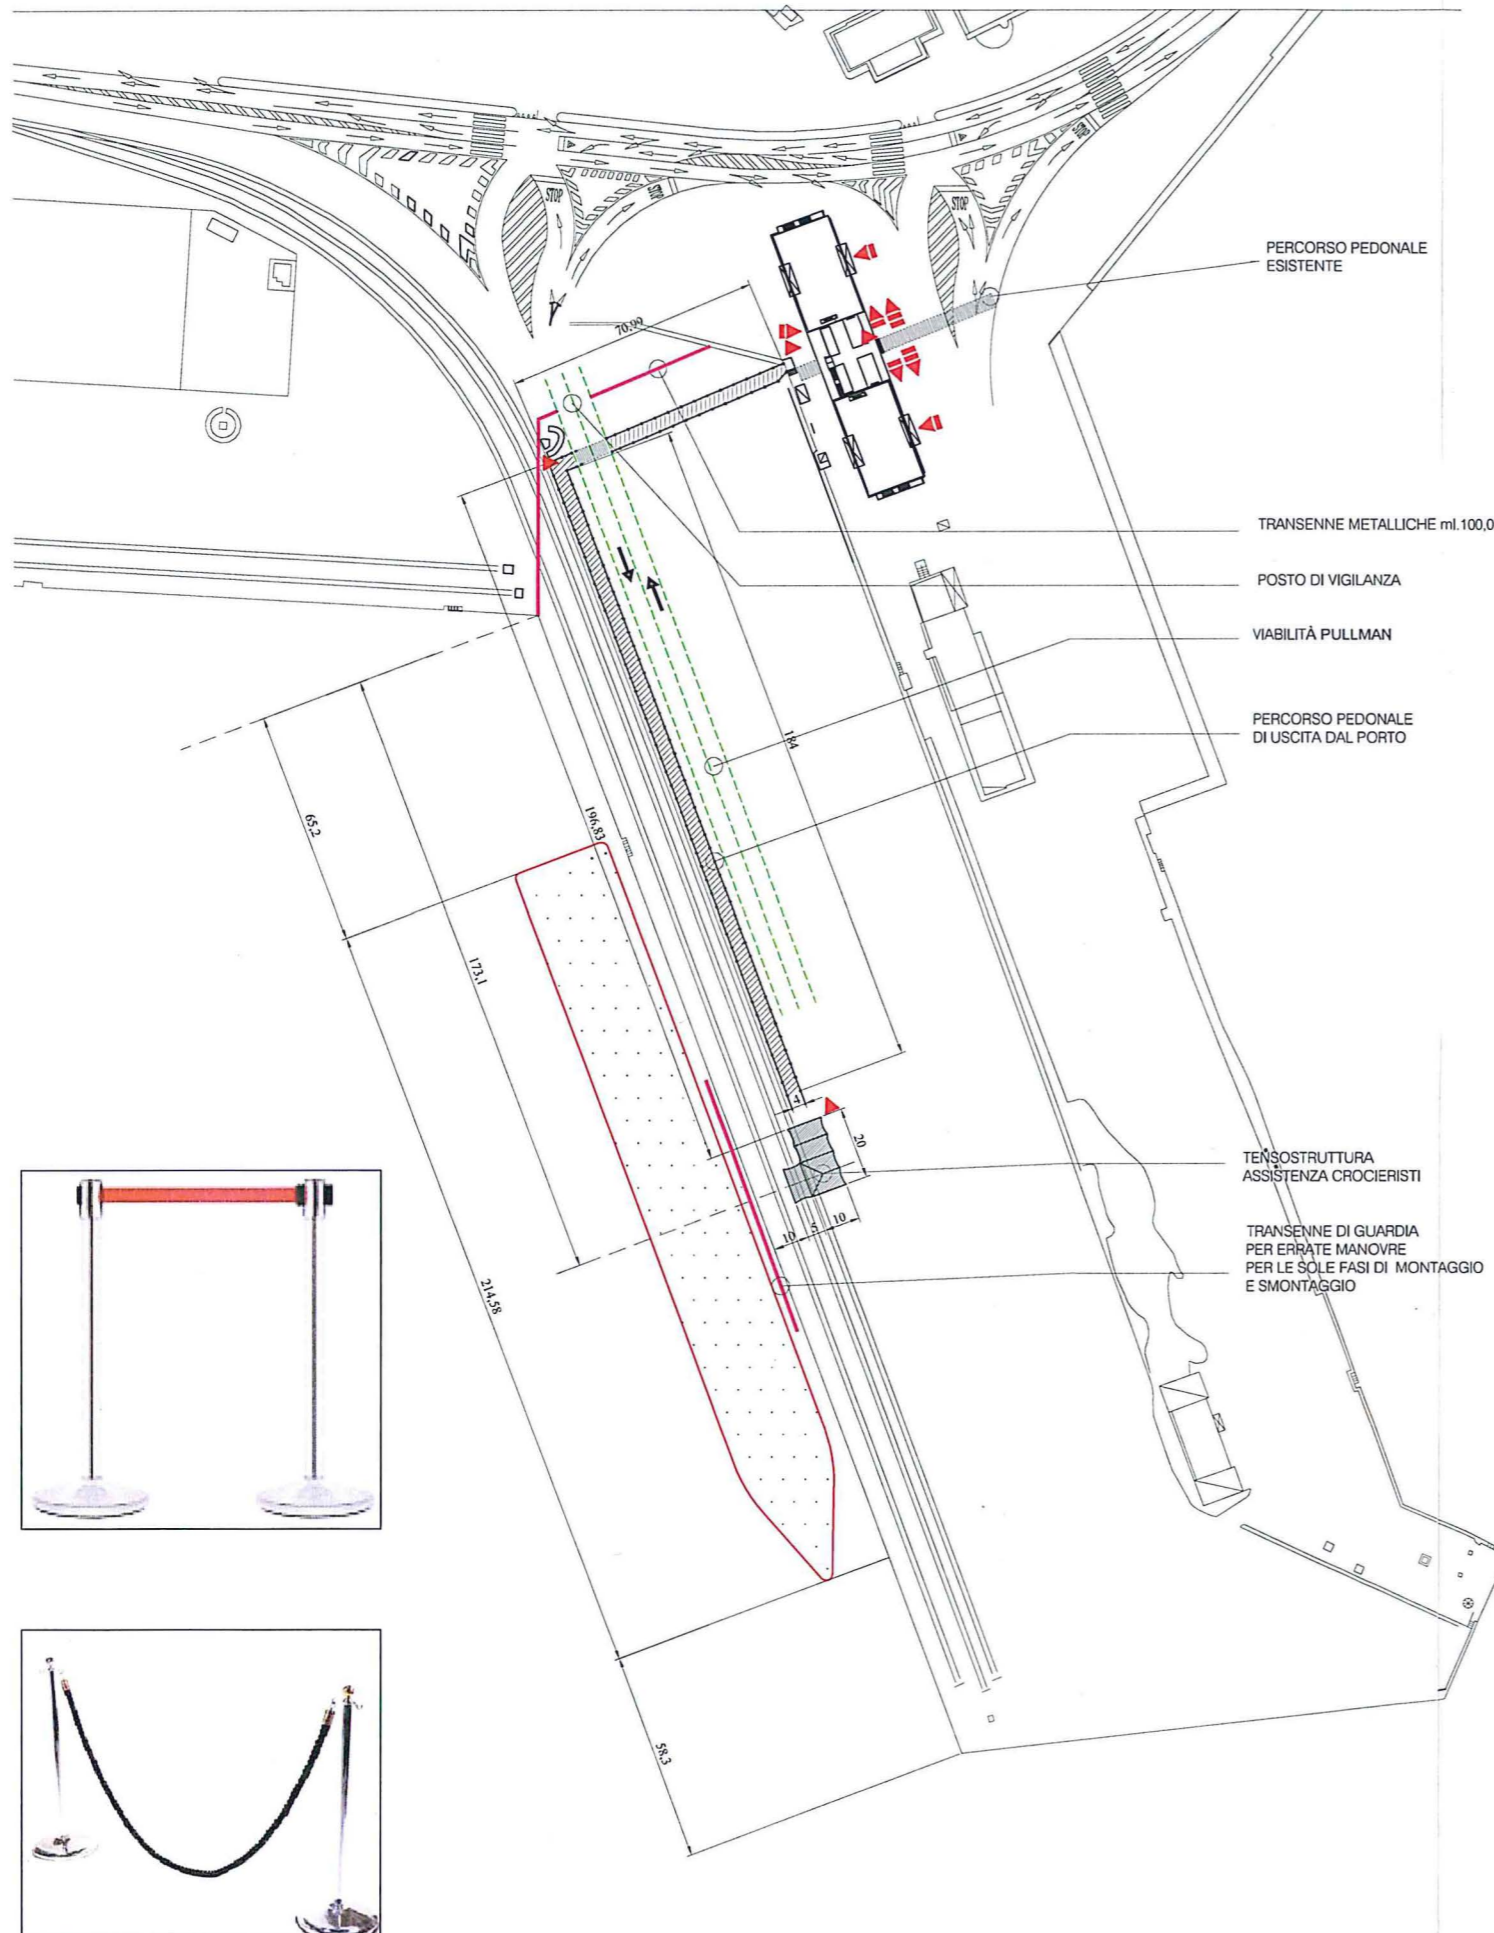 STOP
STOP
STOP
STOP
PERCORSO PEDONALE
ESISTENTE
70,99
TRANSENNE METALLICHE ml.100,0
POSTO DI VIGILANZA
VIABILITÀ PULLMAN
PERCORSO PEDONALE
DI USCITA DAL PORTO
184
65,2
196,83
173,1
4
20
TENSOSTRUTTURA
ASSISTENZA CROCIERISTI
10
5
10
TRANSENNE DI GUARDIA
PER ERRATE MANOVRE
PER LE SOLE FASI DI MONTAGGIO
E SMONTAGGIO
214,58
58,3